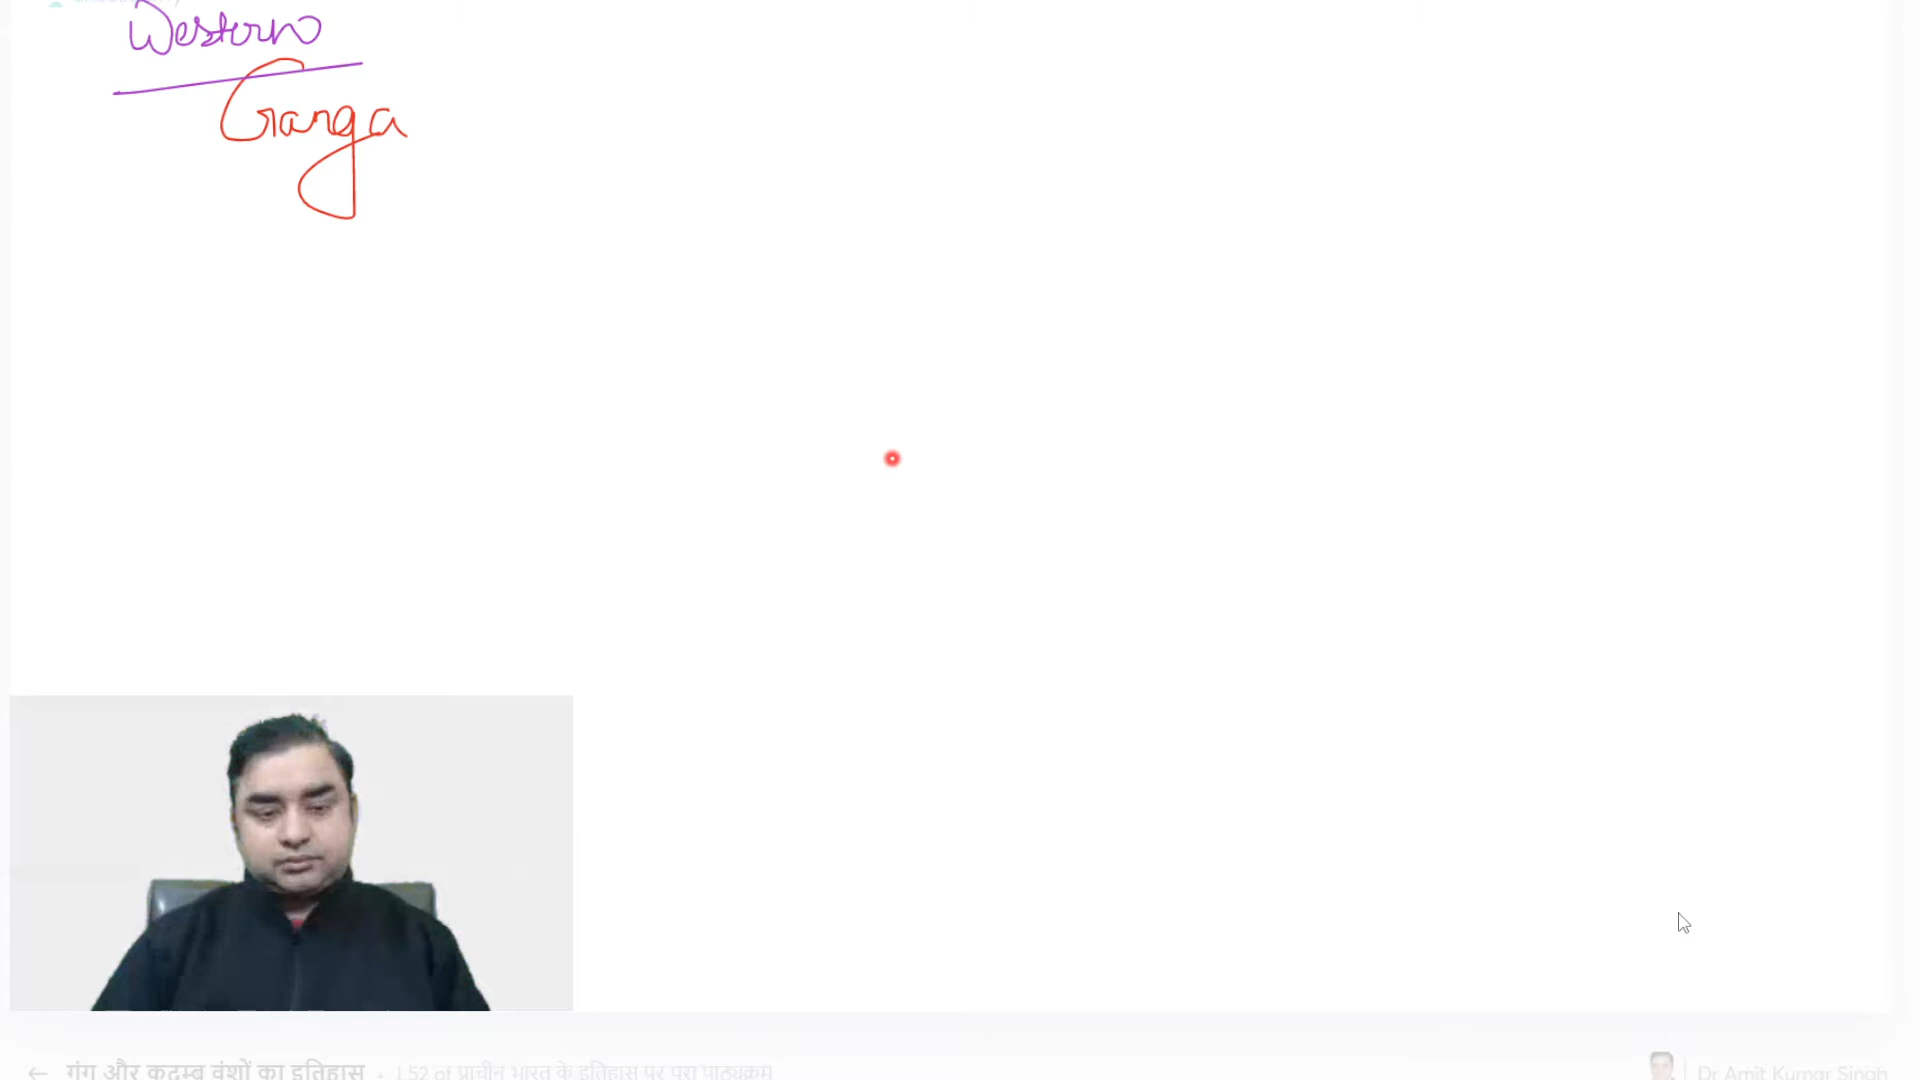 Western
Ganga
← गंग और कदम्ब वंशों का इतिहास • L52 of प्राचीन भारत के इतिहास पर पूरा पाठ्यक्रम
Dr Amit Kumar Singh